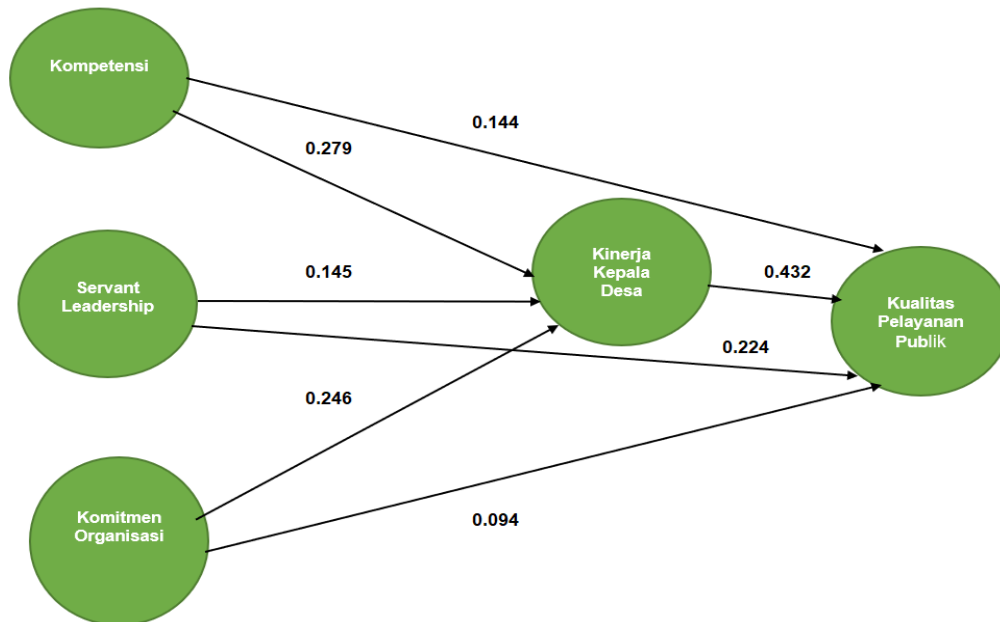 Kompetensi
0.144
0.279
Servant
Leadership
0.145
Kinerja
Kepala
Desa
0.432
Kualitas
Pelayanan
Publik
0.224
0.246
Komitmen
Organisasi
0.094